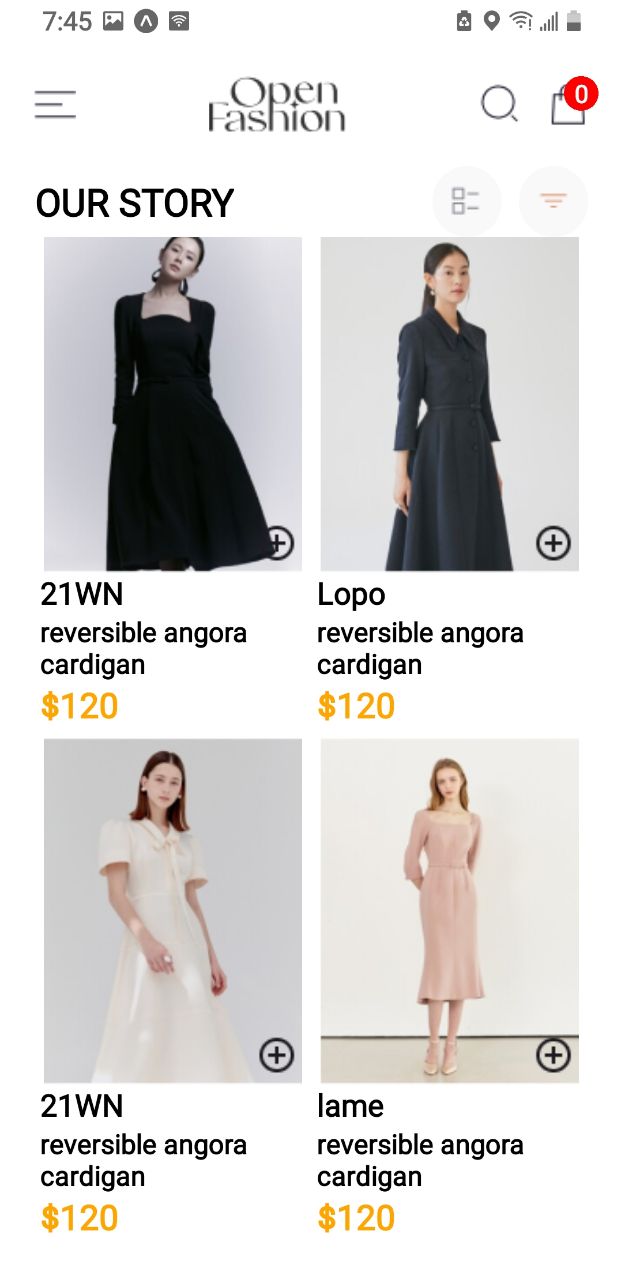 7:45
Open
Fashion
0
OUR STORY
21WN
reversible angora
cardigan
$120
Lopo
reversible angora
cardigan
$120
21WN
reversible angora
cardigan
$120
lame
reversible angora
cardigan
$120